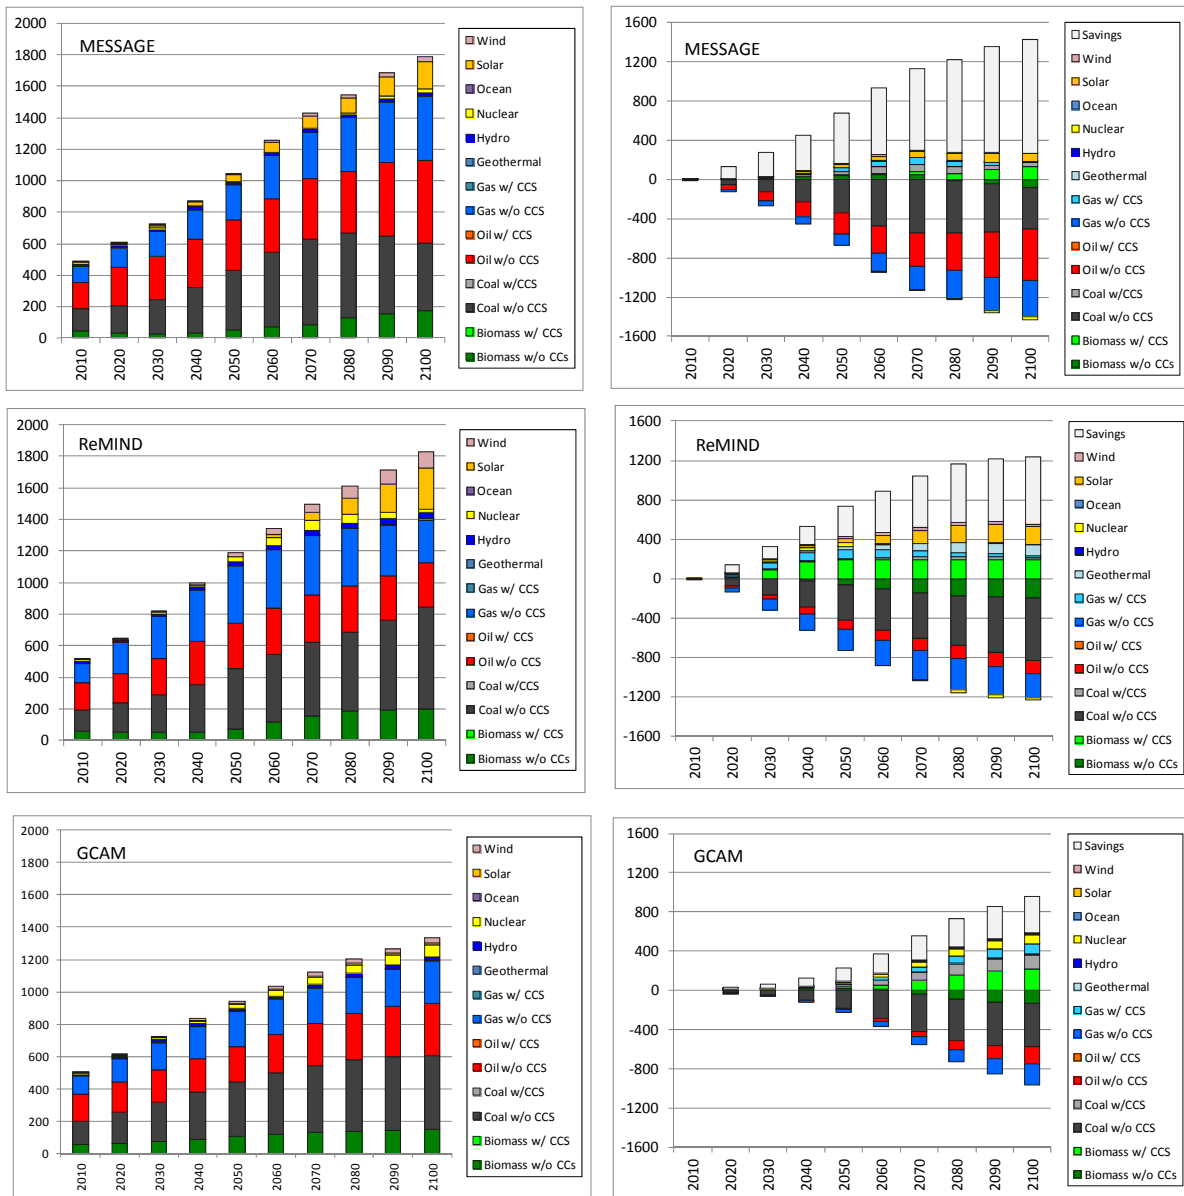 MESSAGE
2000
1800
1600
1400
1200
1000
800
600
400
200
0
2010
2020
2030
2040
2050
2060
2070
2080
2090
2100
Wind
Solar
Ocean
Nuclear
Hydro
Geothermal
Gas w/ CCS
Gas w/o CCS
Oil w/ CCS
Oil w/o CCS
Coal w/CCS
Coal w/o CCS
Biomass w/ CCS
Biomass w/o CCs
MESSAGE
1600
1200
800
400
0
-400
-800
-1200
-1600
2010
2020
2030
2040
2050
2060
2070
2080
2090
2100
Savings
Wind
Solar
Ocean
Nuclear
Hydro
Geothermal
Gas w/ CCS
Gas w/o CCS
Oil w/ CCS
Oil w/o CCS
Coal w/CCS
Coal w/o CCS
Biomass w/ CCS
Biomass w/o CCs
ReMIND
2000
1800
1600
1400
1200
1000
800
600
400
200
0
2010
2020
2030
2040
2050
2060
2070
2080
2090
2100
Wind
Solar
Ocean
Nuclear
Hydro
Geothermal
Gas w/ CCS
Gas w/o CCS
Oil w/ CCS
Oil w/o CCS
Coal w/CCS
Coal w/o CCS
Biomass w/ CCS
Biomass w/o CCs
ReMIND
1600
1200
800
400
0
-400
-800
-1200
-1600
2010
2020
2030
2040
2050
2060
2070
2080
2090
2100
Savings
Wind
Solar
Ocean
Nuclear
Hydro
Geothermal
Gas w/ CCS
Gas w/o CCS
Oil w/ CCS
Oil w/o CCS
Coal w/CCS
Coal w/o CCS
Biomass w/ CCS
Biomass w/o CCs
GCAM
2000
1800
1600
1400
1200
1000
800
600
400
200
0
2010
2020
2030
2040
2050
2060
2070
2080
2090
2100
Wind
Solar
Ocean
Nuclear
Hydro
Geothermal
Gas w/ CCS
Gas w/o CCS
Oil w/ CCS
Oil w/o CCS
Coal w/CCS
Coal w/o CCS
Biomass w/ CCS
Biomass w/o CCs
GCAM
1600
1200
800
400
0
-400
-800
-1200
-1600
2010
2020
2030
2040
2050
2060
2070
2080
2090
2100
Savings
Wind
Solar
Ocean
Nuclear
Hydro
Geothermal
Gas w/ CCS
Gas w/o CCS
Oil w/ CCS
Oil w/o CCS
Coal w/CCS
Coal w/o CCS
Biomass w/ CCS
Biomass w/o CCs